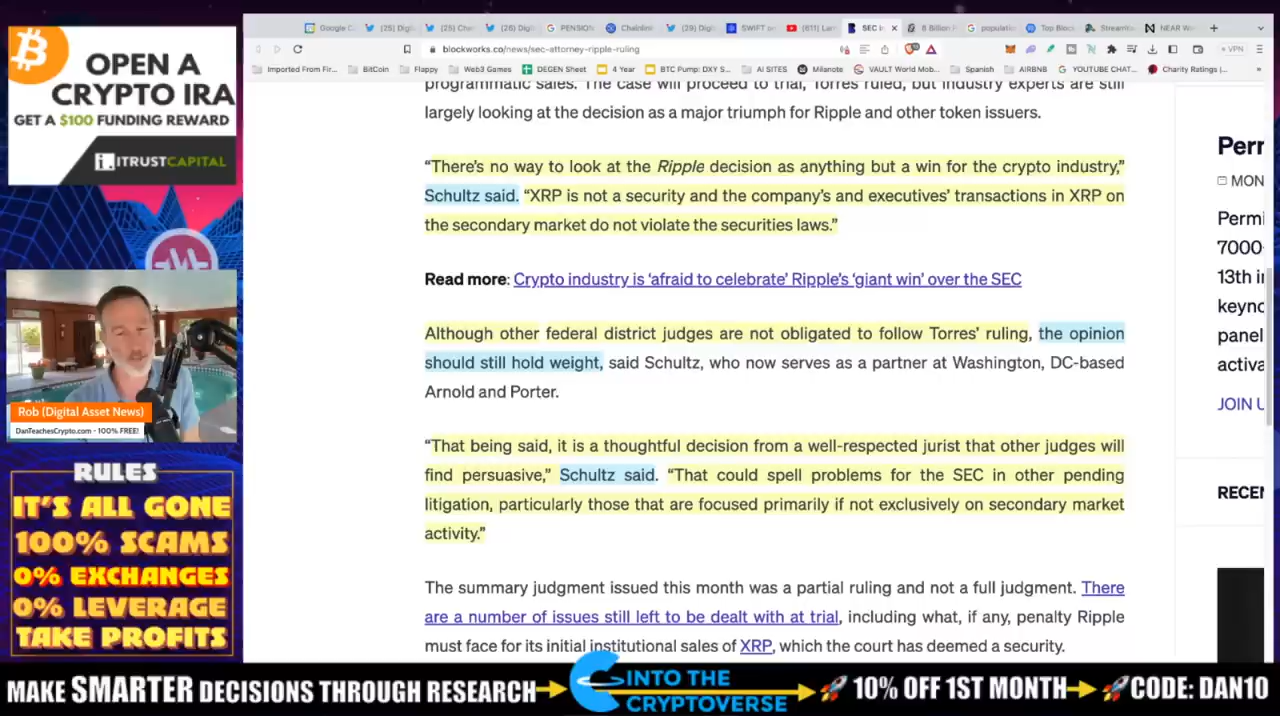 OPEN A
CRYPTO IRA
GET A $100 FUNDING REWARD
ITRUSTCAPITAL
Rob (Digital Asset News)
DanTeachesCrypto.com - 100% FREE!
RULES
IT'S ALL GONE
100% SCAMS
0% EXCHANGES
0% LEVERAGE
TAKE PROFITS
Google C
(25) Digi
(25) Che
(26) Digi
PENSION
Chainlin
(29) Digi
SWIFT p
(611) Lar
SEC i
8 Billion P
populatio
Top Block
StreamYa
NEAR Wa
blockworks.co/news/sec-attorney-ripple-ruling
VPN
Imported From Fir...
BitCoin
Flappy
Web3 Games
DEGEN Sheet
4 Year
BTC Pump: DXY S...
AI SITES
Milanote
VAULT World Mob...
Spanish
AIRBNB
YOUTUBE CHAT...
Charity Ratings |...
programmatic sales. The case will proceed to trial, Torres ruled, but industry experts are still
largely looking at the decision as a major triumph for Ripple and other token issuers.
“There’s no way to look at the Ripple decision as anything but a win for the crypto industry,”
Schultz said. “XRP is not a security and the company’s and executives’ transactions in XRP on
the secondary market do not violate the securities laws.”
Read more: Crypto industry is ‘afraid to celebrate’ Ripple’s ‘giant win’ over the SEC
Although other federal district judges are not obligated to follow Torres’ ruling, the opinion
should still hold weight, said Schultz, who now serves as a partner at Washington, DC-based
Arnold and Porter.
“That being said, it is a thoughtful decision from a well-respected jurist that other judges will
find persuasive,” Schultz said. “That could spell problems for the SEC in other pending
litigation, particularly those that are focused primarily if not exclusively on secondary market
activity.”
The summary judgment issued this month was a partial ruling and not a full judgment. There
are a number of issues still left to be dealt with at trial, including what, if any, penalty Ripple
must face for its initial institutional sales of XRP, which the court has deemed a security.
Perr
MON
Permi
7000-
13th i
keync
panel
activa
JOIN U
RECEN
MAKE SMARTER DECISIONS THROUGH RESEARCH
INTO THE
CRYPTOVERSE
10% OFF 1ST MONTH
CODE: DAN10